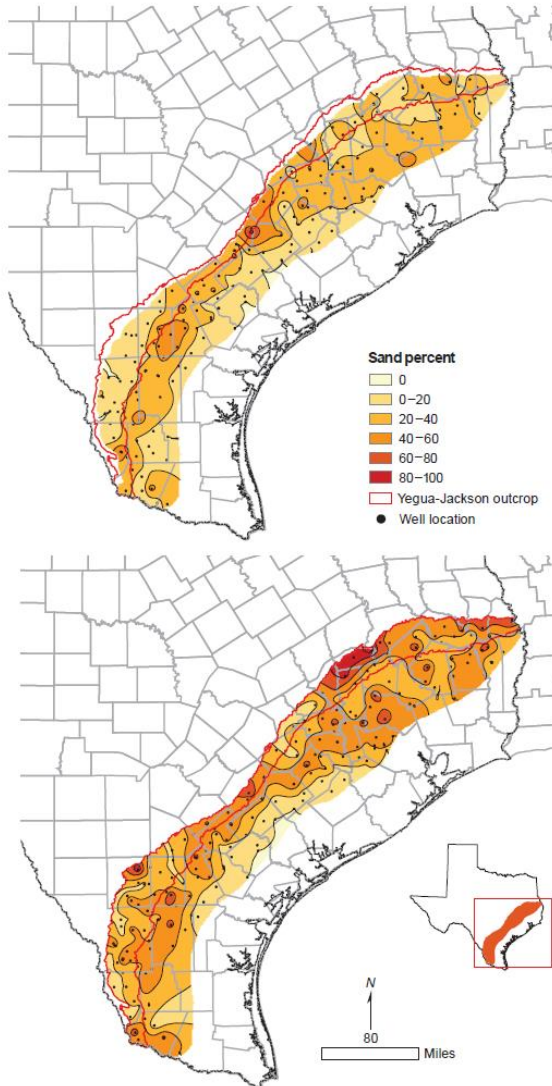 Sand percent
0
0–20
20–40
40–60
60–80
80–100
Yegua-Jackson outcrop
Well location
N
80
Miles